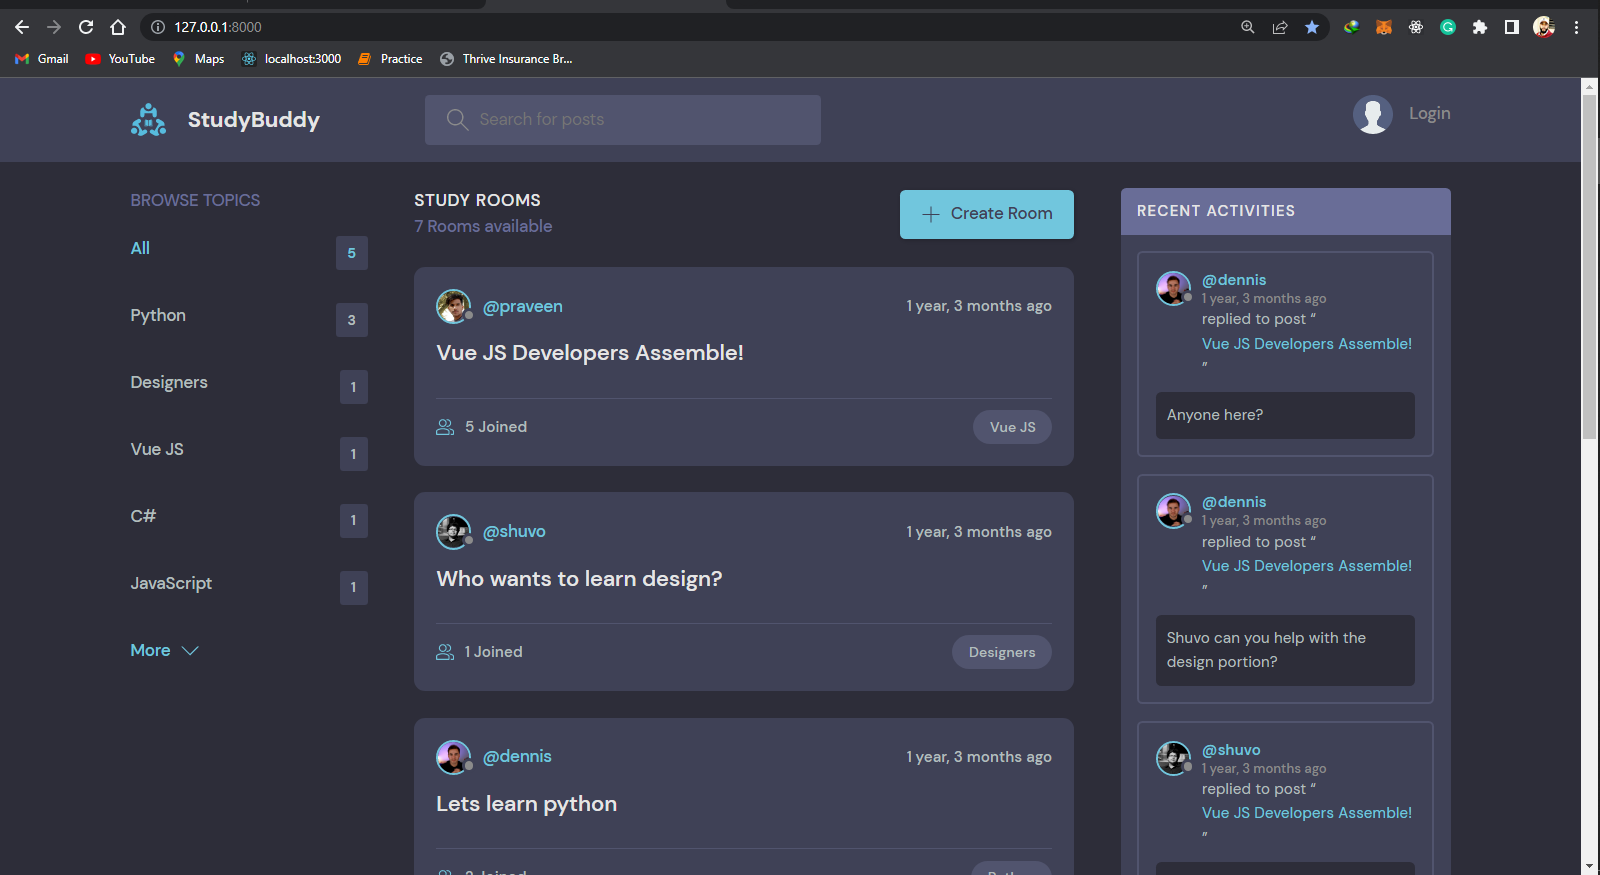 127.0.0.1:8000
Gmail
YouTube
Maps
localhost:3000
Practice
Thrive Insurance Br...
StudyBuddy
Search for posts
Login
BROWSE TOPICS
All 5
Python 3
Designers 1
Vue JS 1
C# 1
JavaScript 1
More
STUDY ROOMS
7 Rooms available
Create Room
@praveen
1 year, 3 months ago
Vue JS Developers Assemble!
5 Joined
Vue JS
@shuvo
1 year, 3 months ago
Who wants to learn design?
1 Joined
Designers
@dennis
1 year, 3 months ago
Lets learn python
RECENT ACTIVITIES
@dennis
1 year, 3 months ago
replied to post “
Vue JS Developers Assemble!
”
Anyone here?
@dennis
1 year, 3 months ago
replied to post “
Vue JS Developers Assemble!
”
Shuvo can you help with the
design portion?
@shuvo
1 year, 3 months ago
replied to post “
Vue JS Developers Assemble!
”